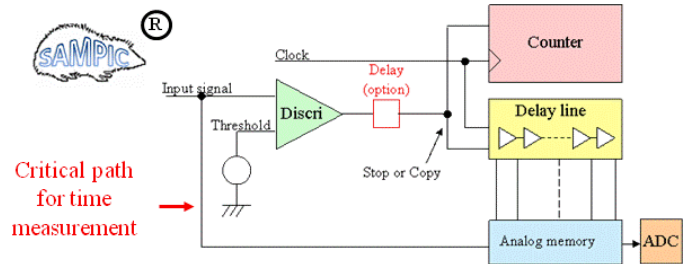 SAMPIC
R
Counter
Clock
Delay
(option)
Input signal
Discri
Delay line
Threshold
Critical path
for time
measurement
Stop or Copy
Analog memory
ADC